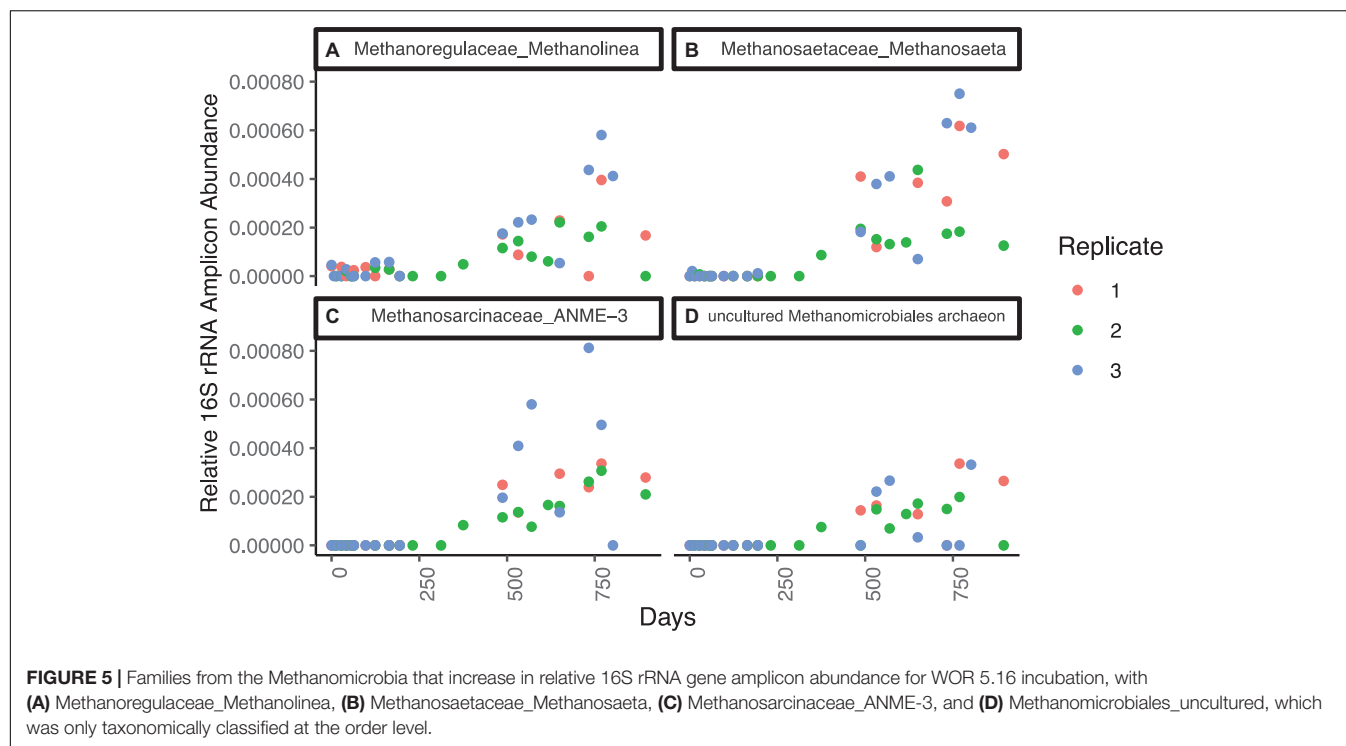 A Methanoregulaceae_Methanolinea
B Methanosaetaceae_Methanosaeta
0.00080
0.00060
0.00040
0.00020
0.00000
C Methanosarcinaceae_ANME–3
D uncultured Methanomicrobiales archaeon
0.00080
0.00060
0.00040
0.00020
0.00000
Relative 16S rRNA Amplicon Abundance
0
250
500
750
0
250
500
750
Days
Replicate
1
2
3
FIGURE 5 | Families from the Methanomicrobia that increase in relative 16S rRNA gene amplicon abundance for WOR 5.16 incubation, with
(A) Methanoregulaceae_Methanolinea, (B) Methanosaetaceae_Methanosaeta, (C) Methanosarcinaceae_ANME-3, and (D) Methanomicrobiales_uncultured, which
was only taxonomically classified at the order level.